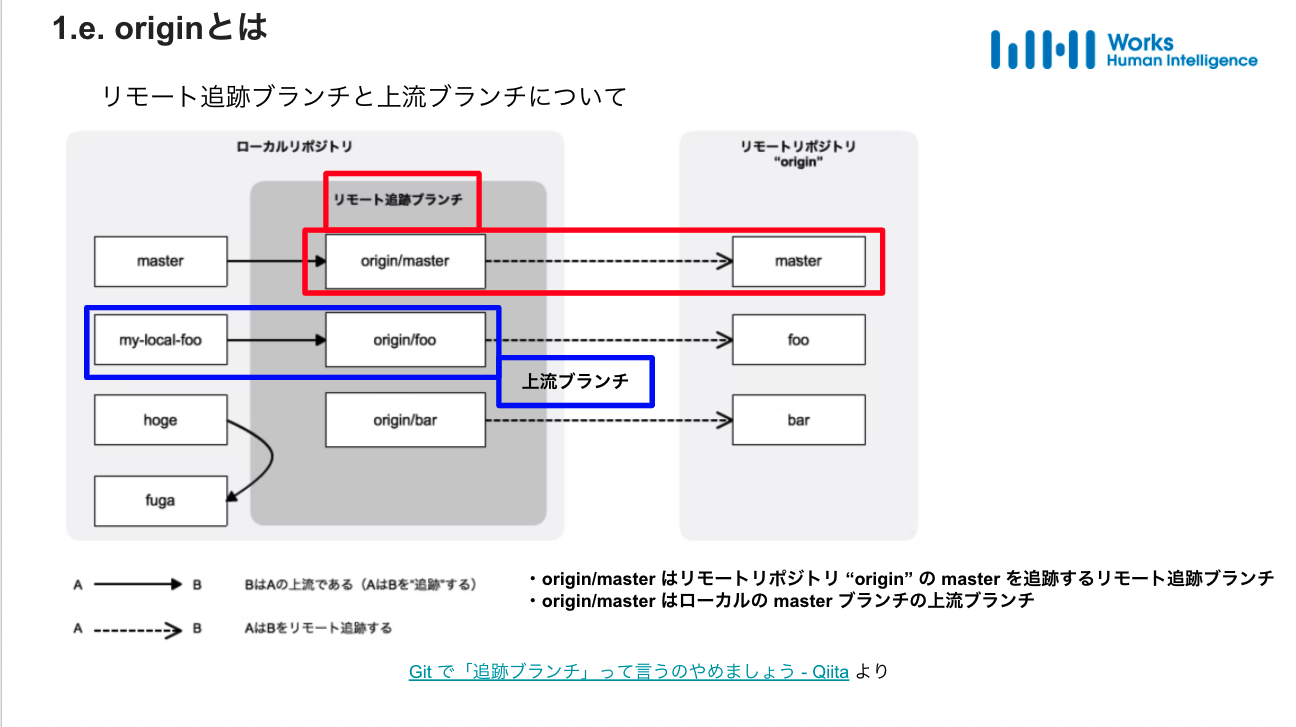 1.e. originとは
Works
Human Intelligence
リモート追跡ブランチと上流ブランチについて
ローカルリポジトリ
リモートリポジトリ
“origin”
リモート追跡ブランチ
master
origin/master
master
my-local-foo
origin/foo
foo
上流ブランチ
hoge
origin/bar
bar
fuga
A B BはAの上流である（AはBを“追跡”する）
A B AはBをリモート追跡する
・origin/master はリモートリポジトリ “origin” の master を追跡するリモート追跡ブランチ
・origin/master はローカルの master ブランチの上流ブランチ
Git で「追跡ブランチ」って言うのやめましょう - Qiita より